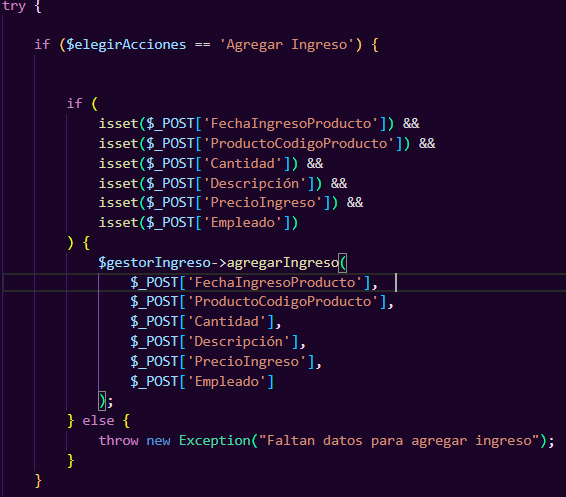 try {
if ($elegirAcciones == 'Agregar Ingreso') {
if (
isset($_POST['FechaIngresoProducto']) &&
isset($_POST['ProductoCodigoProducto']) &&
isset($_POST['Cantidad']) &&
isset($_POST['Descripción']) &&
isset($_POST['PrecioIngreso']) &&
isset($_POST['Empleado'])
) {
$gestorIngreso->agregarIngreso(
$_POST['FechaIngresoProducto'],
$_POST['ProductoCodigoProducto'],
$_POST['Cantidad'],
$_POST['Descripción'],
$_POST['PrecioIngreso'],
$_POST['Empleado']
);
} else {
throw new Exception("Faltan datos para agregar ingreso");
}
}